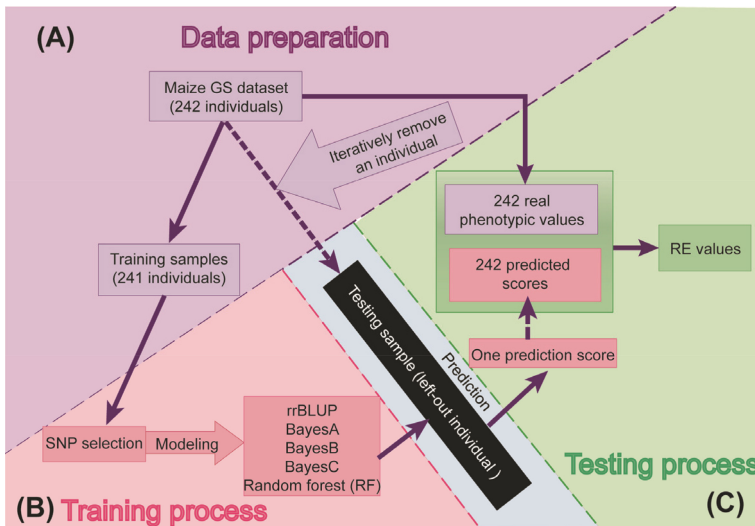 (A)
Data preparation
Maize GS dataset
(242 individuals)
Iteratively remove
an individual
242 real
phenotypic values
242 predicted
scores
RE values
Training samples
(241 individuals)
Testing sample (left-out individual )
Prediction
One prediction score
SNP selection
Modeling
rrBLUP
BayesA
BayesB
BayesC
Random forest (RF)
Testing process
(B) Training process
(C)